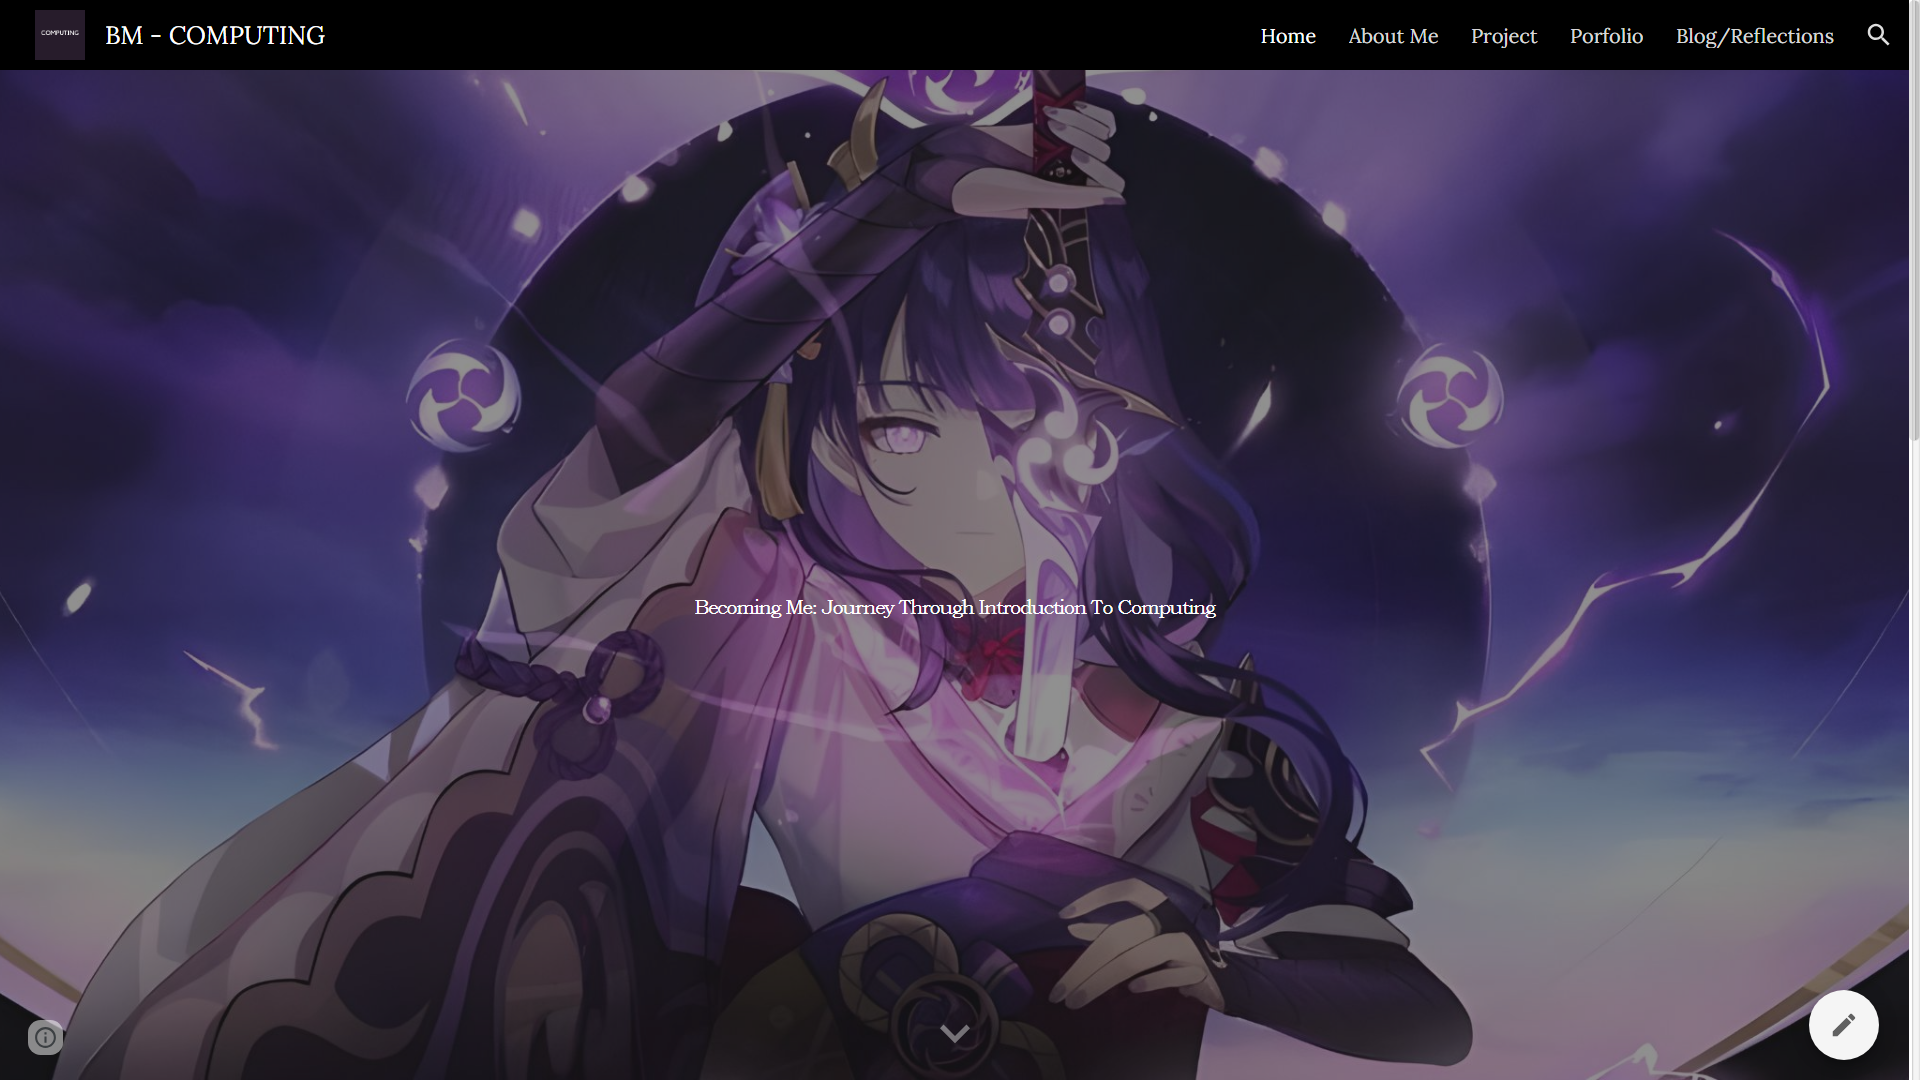 COMPUTING
BM - COMPUTING
Home
About Me
Project
Porfolio
Blog/Reflections
Becoming Me: Journey Through Introduction To Computing